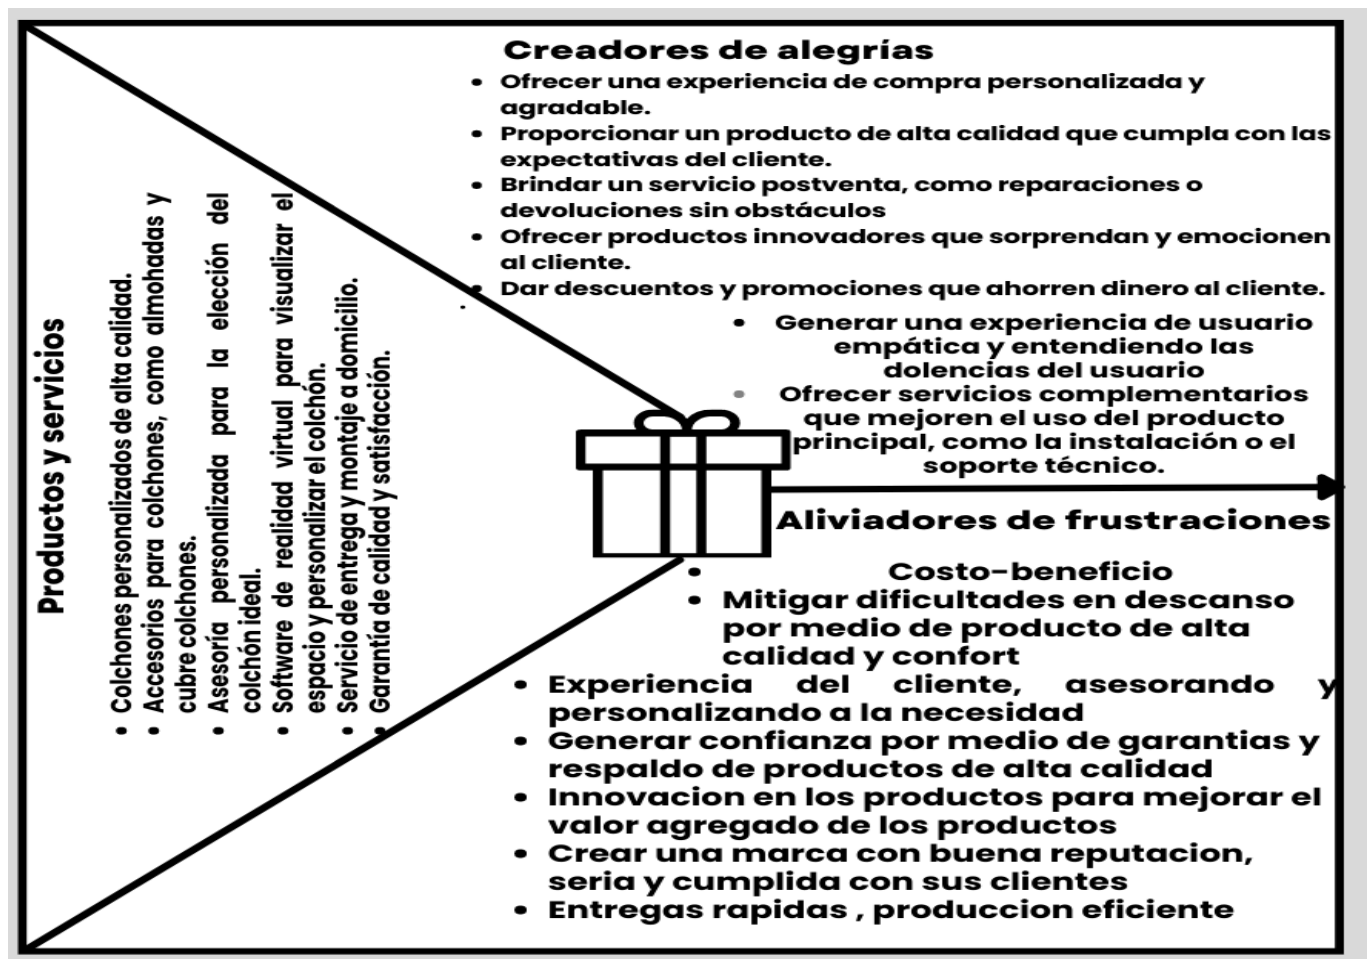 Creadores de alegrías
• Ofrecer una experiencia de compra personalizada y
agradable.
• Proporcionar un producto de alta calidad que cumpla con las
expectativas del cliente.
• Brindar un servicio postventa, como reparaciones o
devoluciones sin obstáculos
• Ofrecer productos innovadores que sorprendan y emocionen
al cliente.
• Dar descuentos y promociones que ahorren dinero al cliente.
• Generar una experiencia de usuario
empática y entendiendo las
dolencias del usuario
• Ofrecer servicios complementarios
que mejoren el uso del producto
principal, como la instalación o el
soporte técnico.
Productos y servicios
• Colchones personalizados de alta calidad.
• Accesorios para colchones, como almohadas y
cubre colchones.
• Asesoría personalizada para la elección del
colchón ideal.
• Software de realidad virtual para visualizar el
espacio y personalizar el colchón.
• Servicio de entrega y montaje a domicilio.
• Garantía de calidad y satisfacción.
Aliviadores de frustraciones
• Costo-beneficio
• Mitigar dificultades en descanso
por medio de producto de alta
calidad y confort
• Experiencia del cliente, asesorando y
personalizando a la necesidad
• Generar confianza por medio de garantias y
respaldo de productos de alta calidad
• Innovacion en los productos para mejorar el
valor agregado de los productos
• Crear una marca con buena reputacion,
seria y cumplida con sus clientes
• Entregas rapidas , produccion eficiente